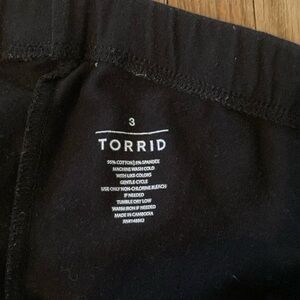 3
TORRID
95% COTTON | 5% SPANDEX
MACHINE WASH COLD
WITH LIKE COLORS
GENTLE CYCLE
USE ONLY NON-CHLORINE BLEACH
IF NEEDED
TUMBLE DRY LOW
WARM IRON IF NEEDED
MADE IN CAMBODIA